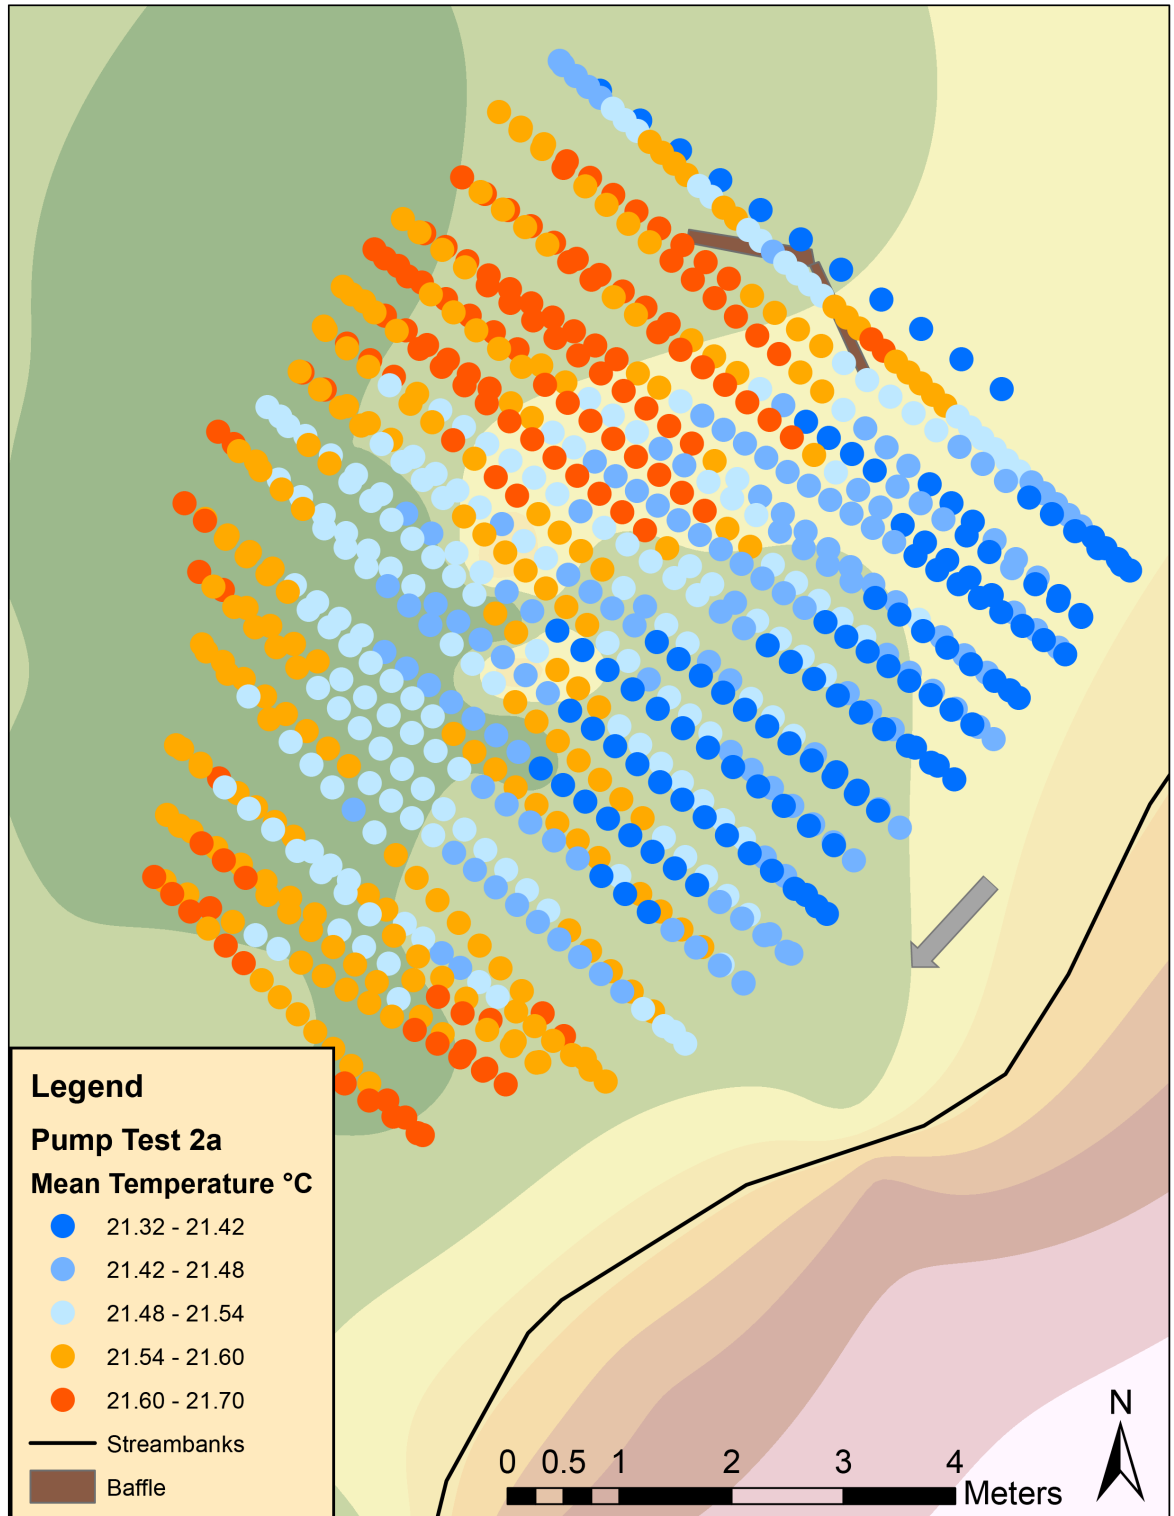 Legend
Pump Test 2a
Mean Temperature °C
21.32 - 21.42
21.42 - 21.48
21.48 - 21.54
21.54 - 21.60
21.60 - 21.70
Streambanks
Baffle
0 0.5 1 2 3 4
Meters
N